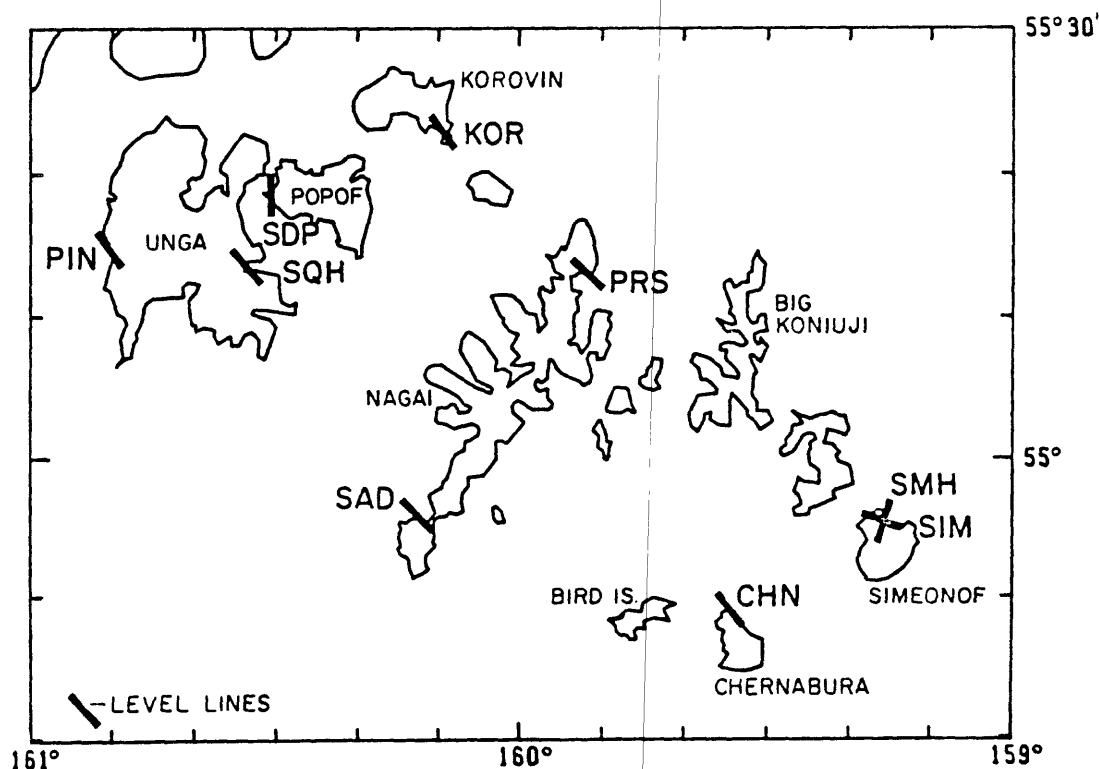 55°30'
KOROVIN
KOR
POPOF
SDP
UNGA
PIN
SQH
PRS
BIG
KONIUJI
NAGAI
55°
SAD
SMH
SIM
BIRD IS.
CHN
SIMEONOF
CHERNABURA
LEVEL LINES
161°
160°
159°